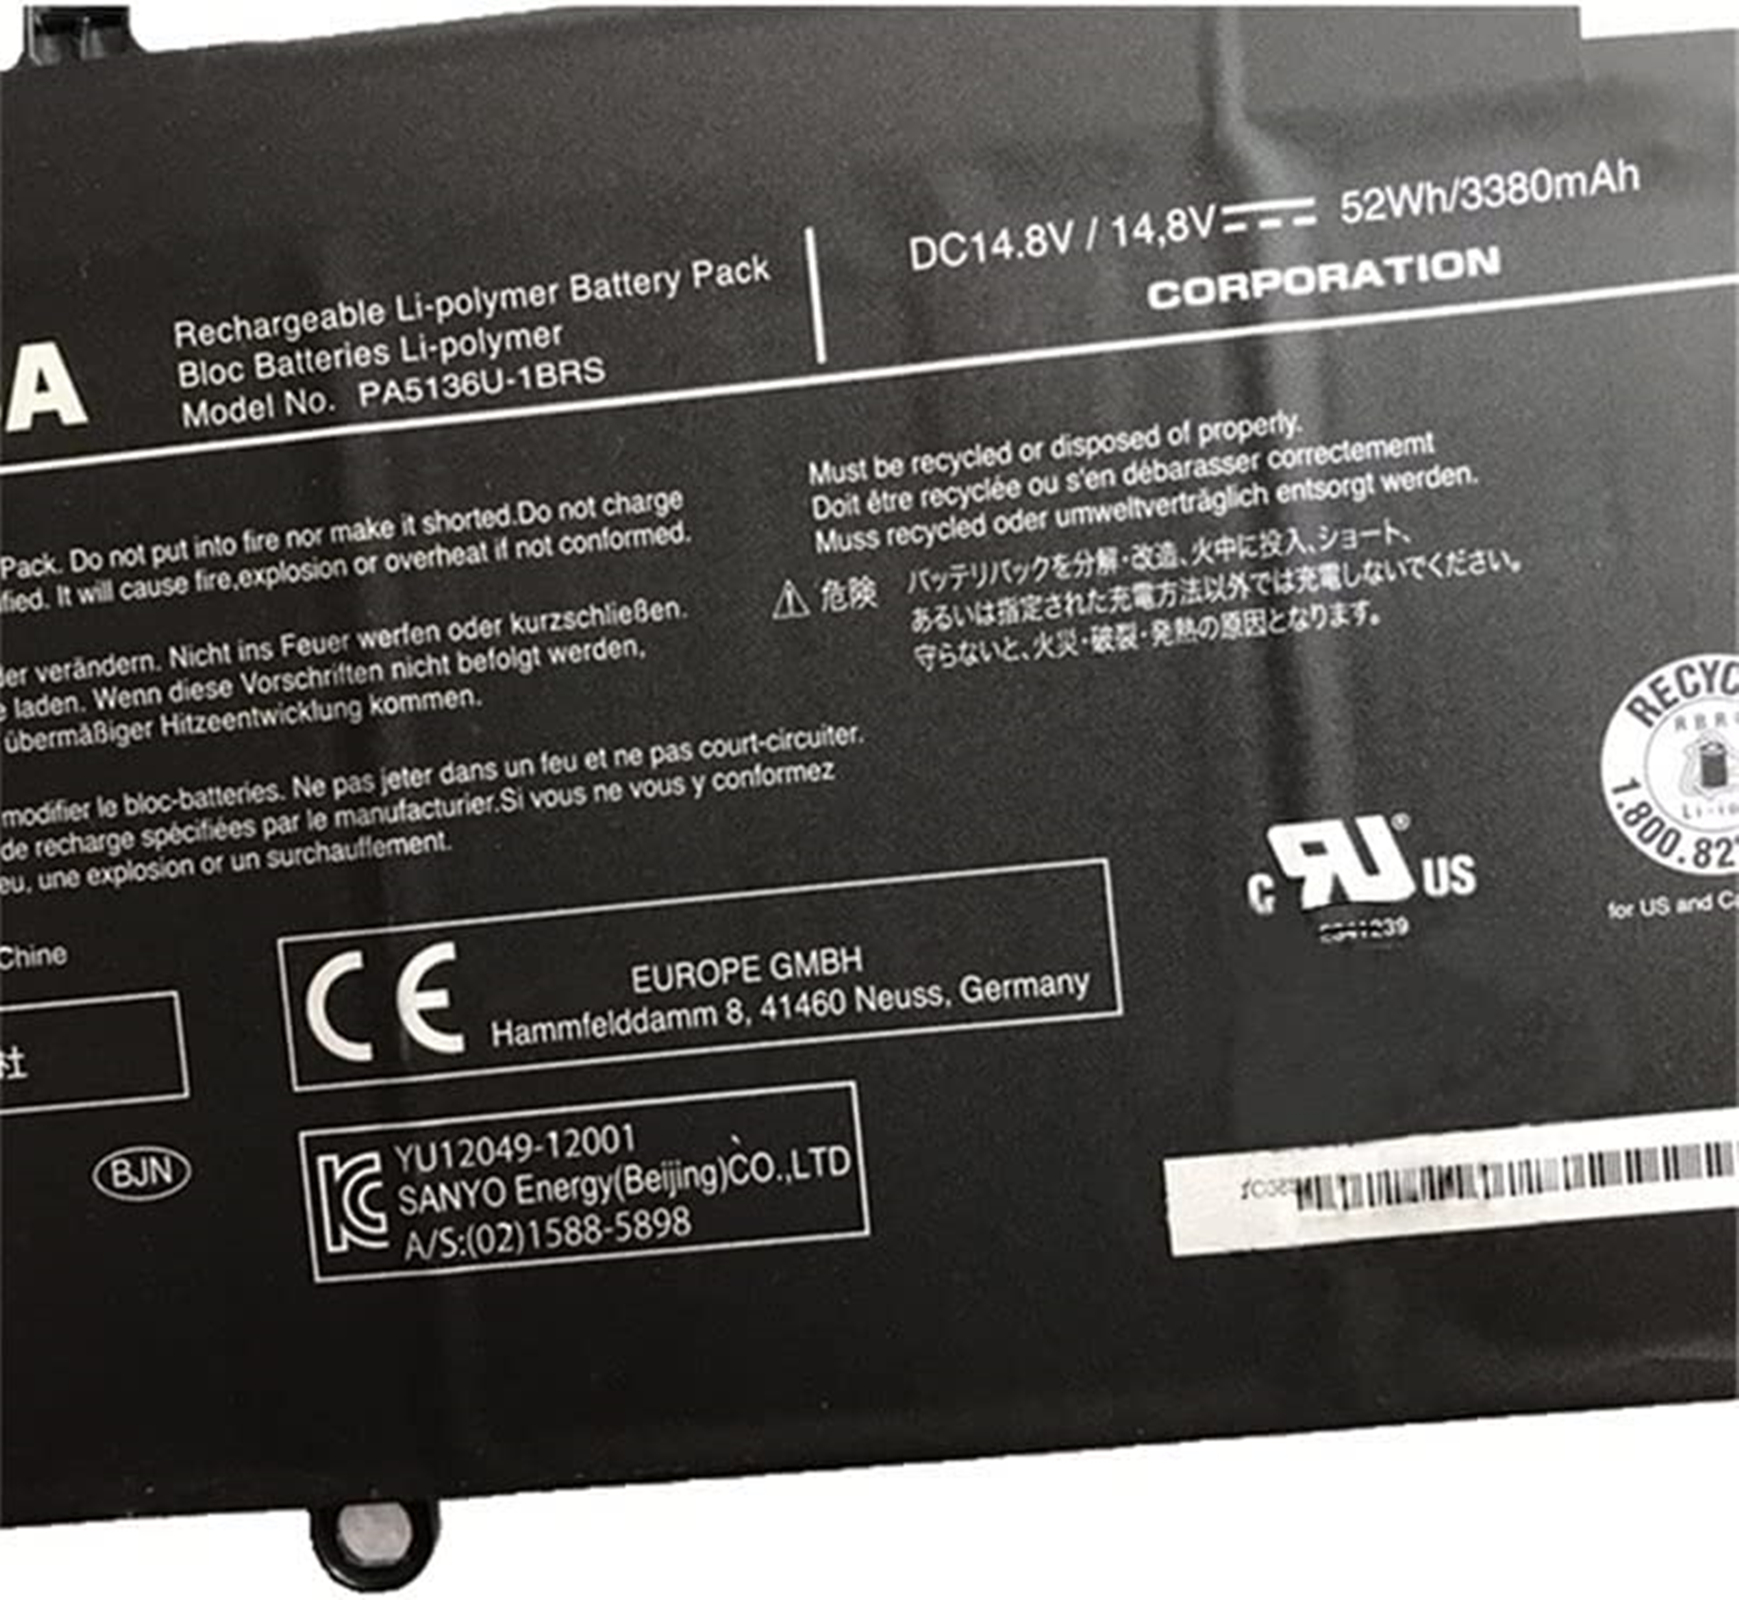 A
Rechargeable Li-polymer Battery Pack
Bloc Batteries Li-polymer
Model No. PA5136U-1BRS
DC14.8V / 14,8V 52Wh/3380mAh
CORPORATION
Pack. Do not put into fire nor make it shorted.Do not charge
fied. It will cause fire,explosion or overheat if not conformed.
der verändern. Nicht ins Feuer werfen oder kurzschließen.
e laden. Wenn diese Vorschriften nicht befolgt werden,
übermäßiger Hitzeentwicklung kommen.
modifier le bloc-batteries. Ne pas jeter dans un feu et ne pas court-circuiter.
de recharge spécifiées par le manufacturier.Si vous ne vous y conformez
eu, une explosion or un surchauffement.
Must be recycled or disposed of properly.
Doit être recyclée ou s'en débarasser correctememt
Muss recycled oder umweltverträglich entsorgt werden.
危険
バッテリパックを分解・改造、火中に投入、ショート、
あるいは指定された充電方法以外では充電しないでください。
守らないと、火災・破裂・発熱の原因となります。
RECYC
RBR
Li-io
1.800.82
for US and Ca
c RU ® US
Chine
社
CE
EUROPE GMBH
Hammfelddamm 8, 41460 Neuss, Germany
BJN
YU12049-12001
SANYO Energy(Beijing)CO.,LTD
A/S:(02)1588-5898